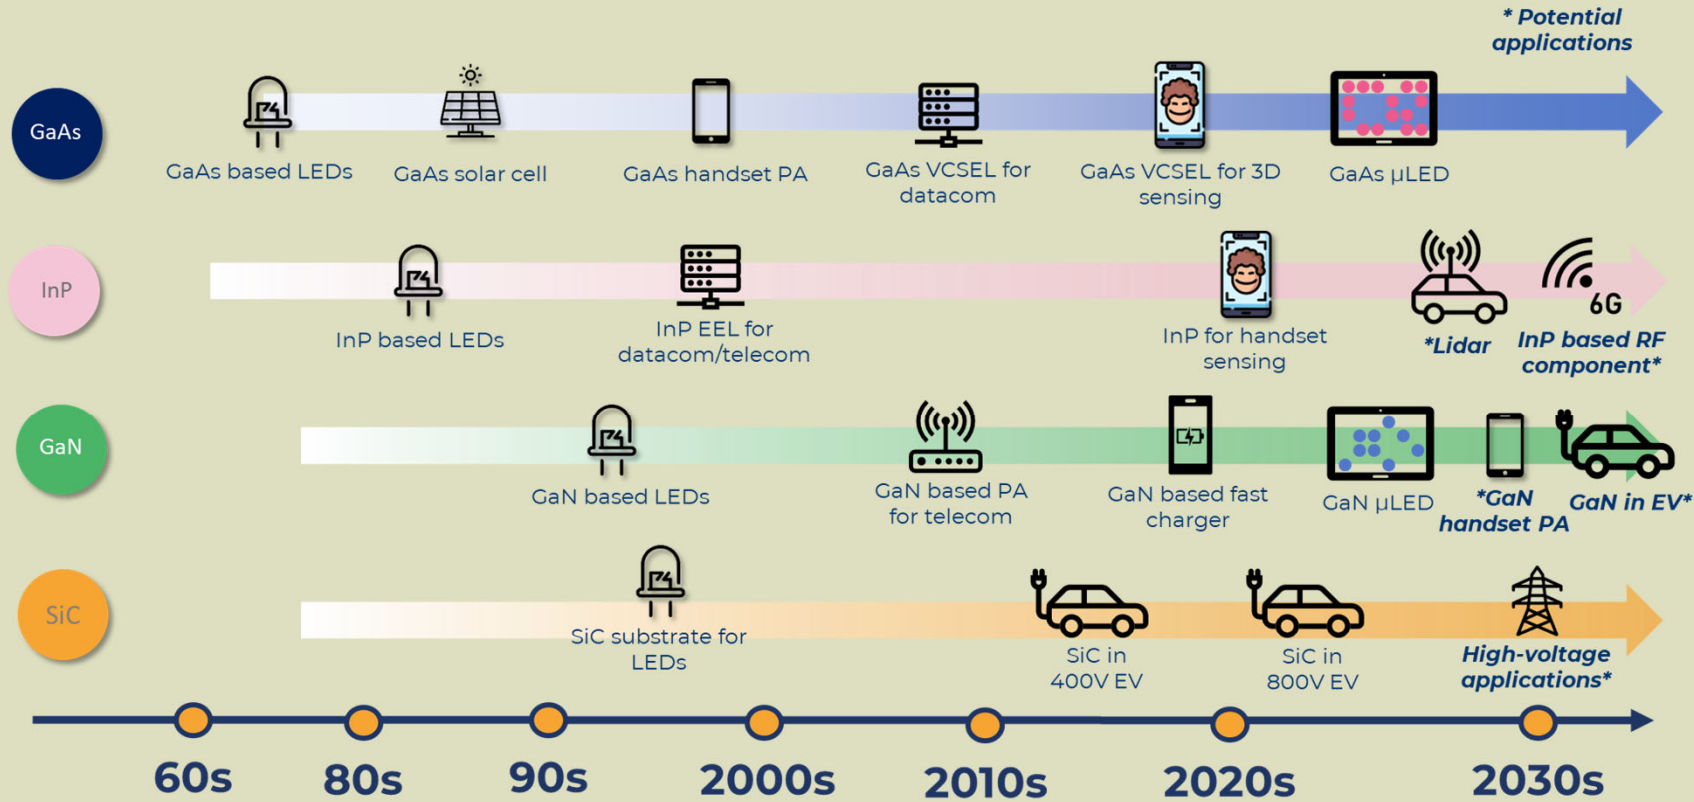 * Potential
applications
GaAs
GaAs based LEDs
GaAs solar cell
GaAs handset PA
GaAs VCSEL for
datacom
GaAs VCSEL for 3D
sensing
GaAs µLED
InP
InP based LEDs
InP EEL for
datacom/telecom
InP for handset
sensing
*Lidar
6G
InP based RF
component*
GaN
GaN based LEDs
GaN based PA
for telecom
GaN based fast
charger
GaN µLED
*GaN
handset PA
GaN in EV*
SiC
SiC substrate for
LEDs
SiC in
400V EV
SiC in
800V EV
High-voltage
applications*
60s
80s
90s
2000s
2010s
2020s
2030s